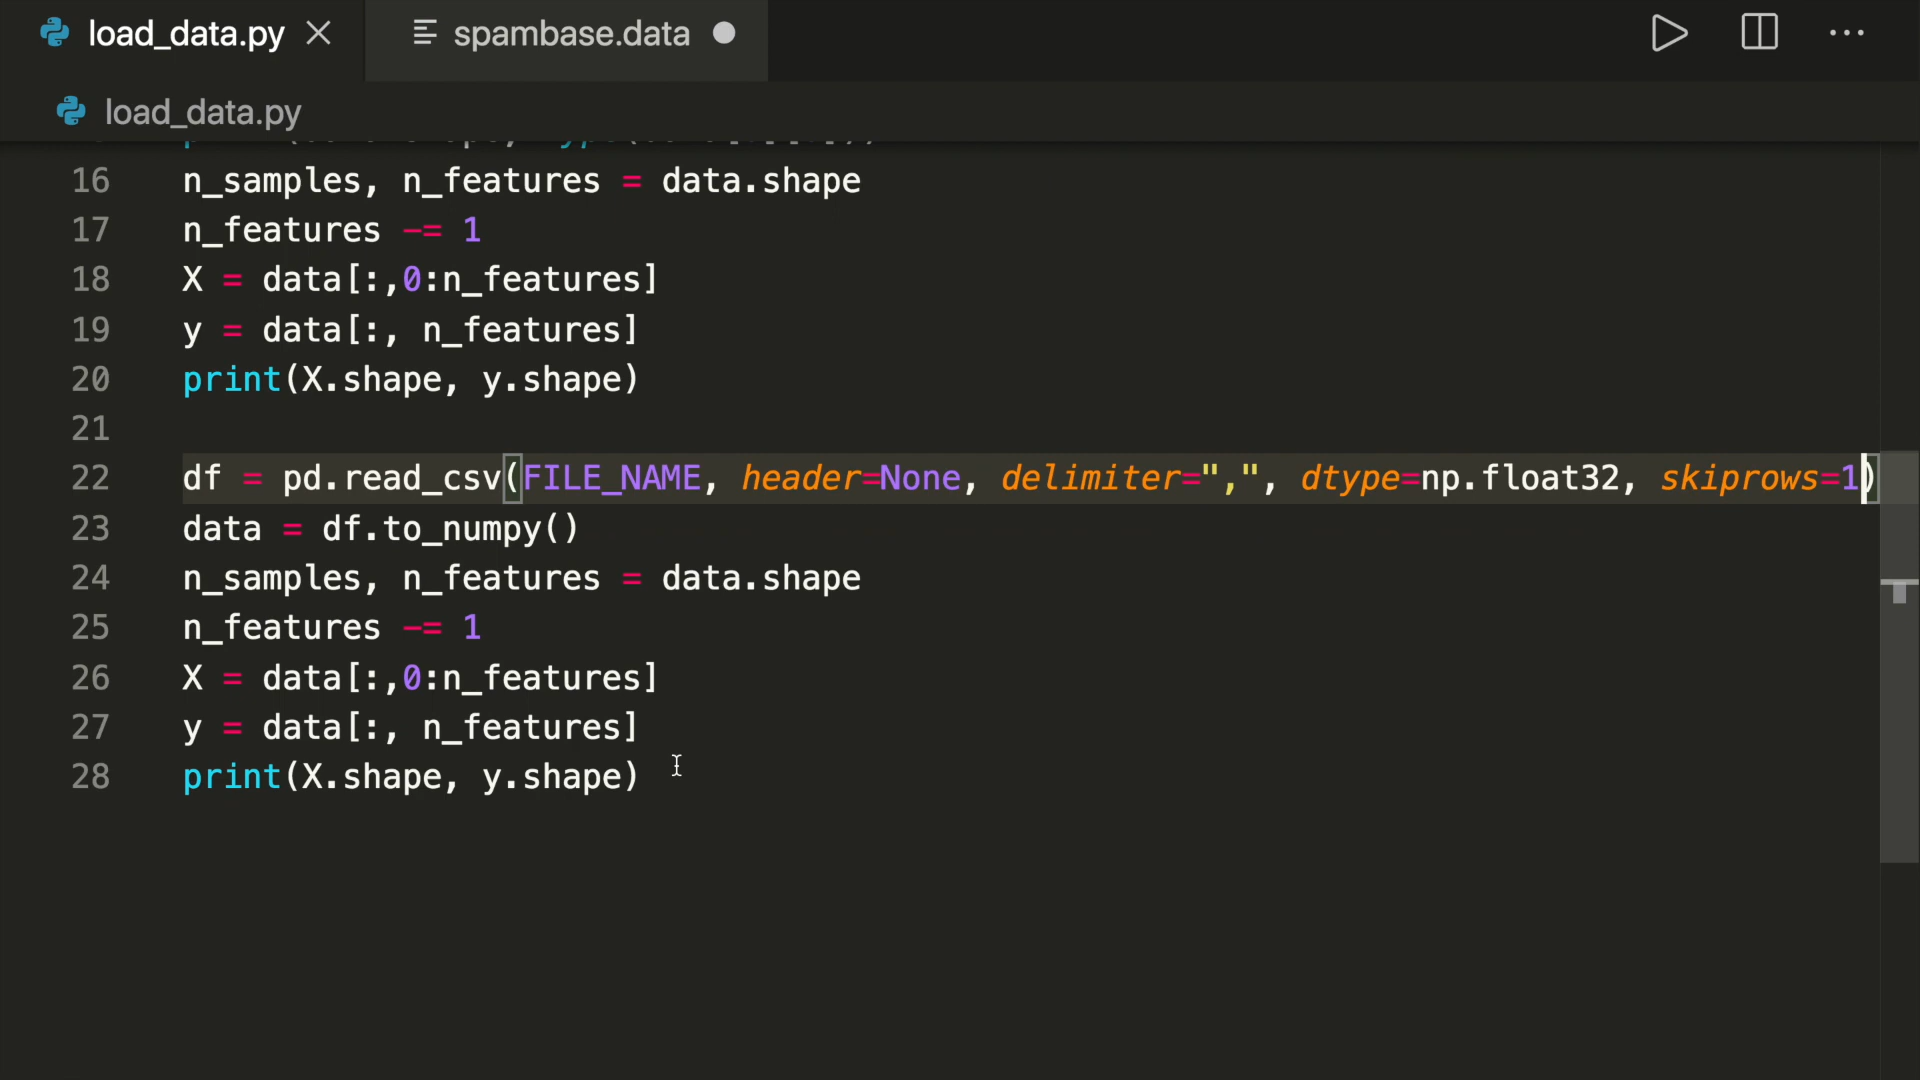 load_data.py spambase.data
load_data.py
16 n_samples, n_features = data.shape
17 n_features -= 1
18 X = data[:,0:n_features]
19 y = data[:, n_features]
20 print(X.shape, y.shape)
21
22 df = pd.read_csv(FILE_NAME, header=None, delimiter=",", dtype=np.float32, skiprows=1)
23 data = df.to_numpy()
24 n_samples, n_features = data.shape
25 n_features -= 1
26 X = data[:,0:n_features]
27 y = data[:, n_features]
28 print(X.shape, y.shape)